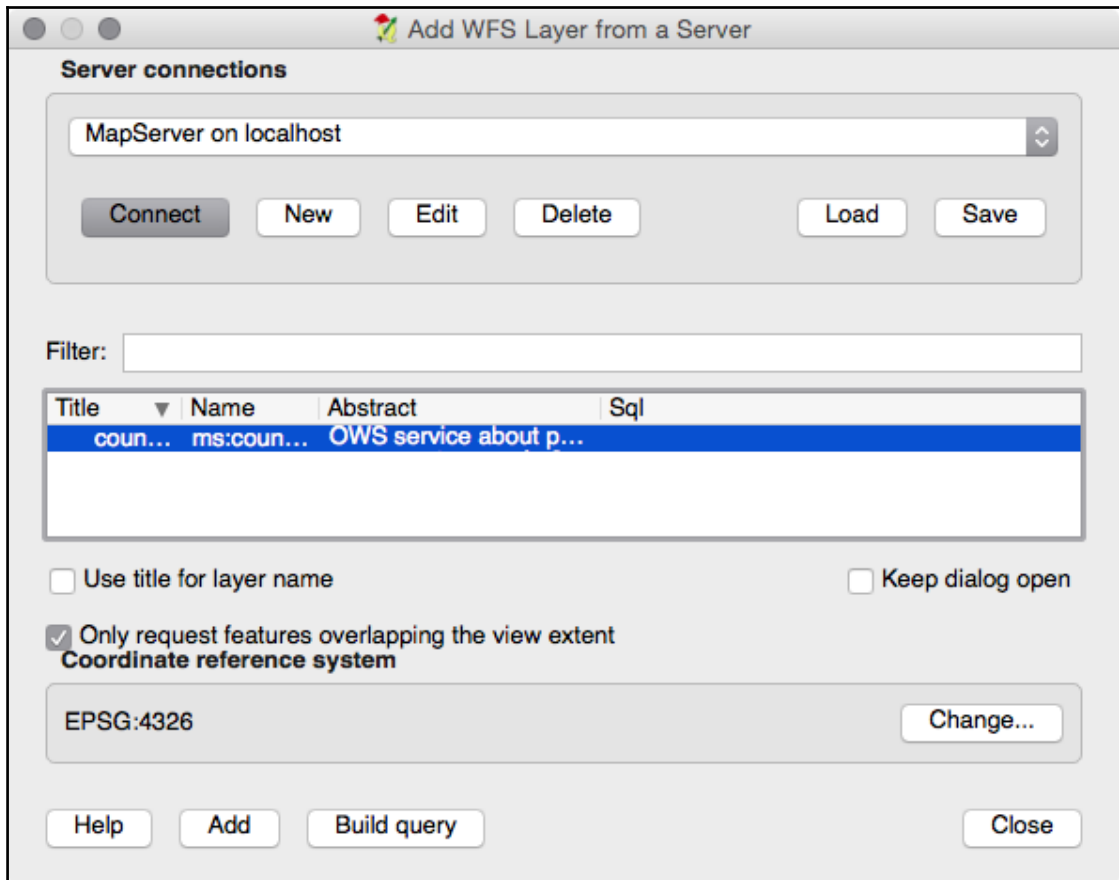 Add WFS Layer from a Server
Server connections
MapServer on localhost
Connect New Edit Delete Load Save
Filter:
Title Name Abstract Sql
coun... ms:coun... OWS service about p...
Use title for layer name Keep dialog open
Only request features overlapping the view extent
Coordinate reference system
EPSG:4326 Change...
Help Add Build query Close